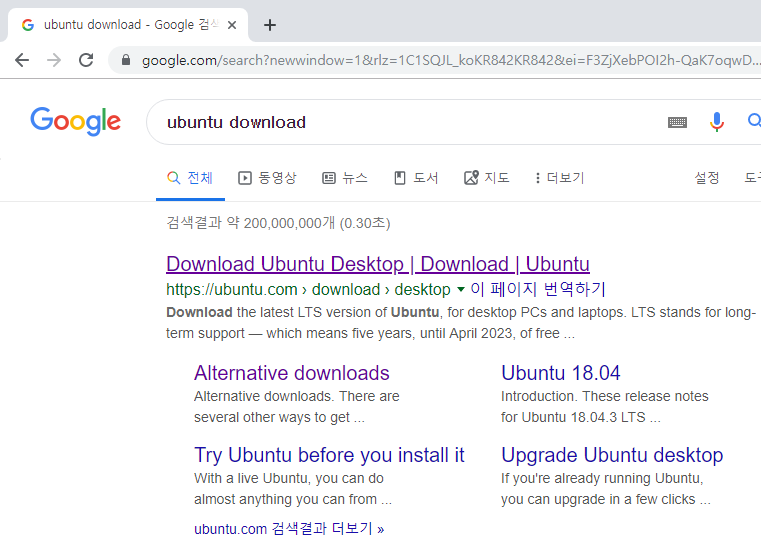 ubuntu download - Google 검색
google.com/search?newwindow=1&rlz=1C1SQJL_koKR842KR842&ei=F3ZjXebPOI2h-QaK7oqwD...
Google
ubuntu download
전체 동영상 뉴스 도서 지도 더보기 설정
검색결과 약 200,000,000개 (0.30초)
Download Ubuntu Desktop | Download | Ubuntu
https://ubuntu.com › download › desktop 이 페이지 번역하기
Download the latest LTS version of Ubuntu, for desktop PCs and laptops. LTS stands for long-
term support — which means five years, until April 2023, of free ...
Alternative downloads
Alternative downloads. There are
several other ways to get ...
Ubuntu 18.04
Introduction. These release notes
for Ubuntu 18.04.3 LTS ...
Try Ubuntu before you install it
With a live Ubuntu, you can do
almost anything you can from ...
Upgrade Ubuntu desktop
If you're already running Ubuntu,
you can upgrade in a few clicks ...
ubuntu.com 검색결과 더보기 »